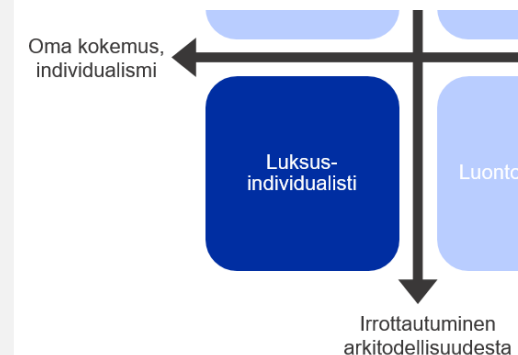 Oma kokemus,
individualismi
Luksus-
individualisti
Irrottautuminen
arkitodellisuudesta